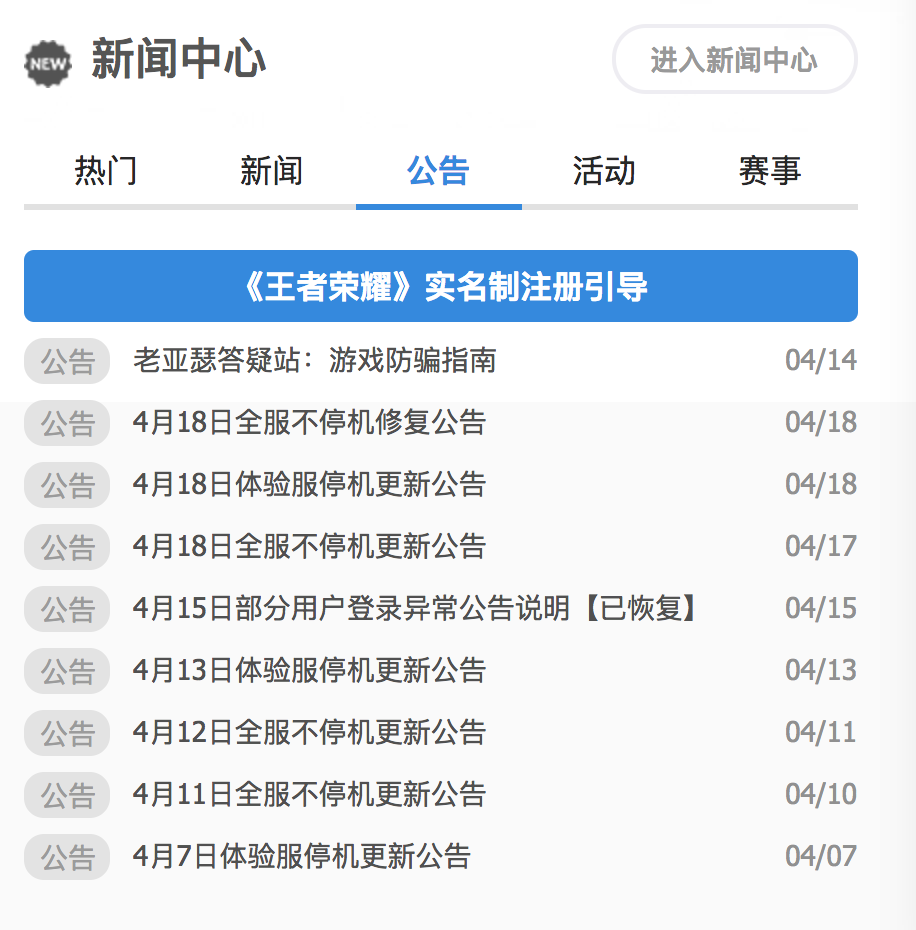 NEW 新闻中心 进入新闻中心
热门 新闻 公告 活动 赛事
《王者荣耀》实名制注册引导
公告 老亚瑟答疑站：游戏防骗指南 04/14
公告 4月18日全服不停机修复公告 04/18
公告 4月18日体验服停机更新公告 04/18
公告 4月18日全服不停机更新公告 04/17
公告 4月15日部分用户登录异常公告说明【已恢复】 04/15
公告 4月13日体验服停机更新公告 04/13
公告 4月12日全服不停机更新公告 04/11
公告 4月11日全服不停机更新公告 04/10
公告 4月7日体验服停机更新公告 04/07